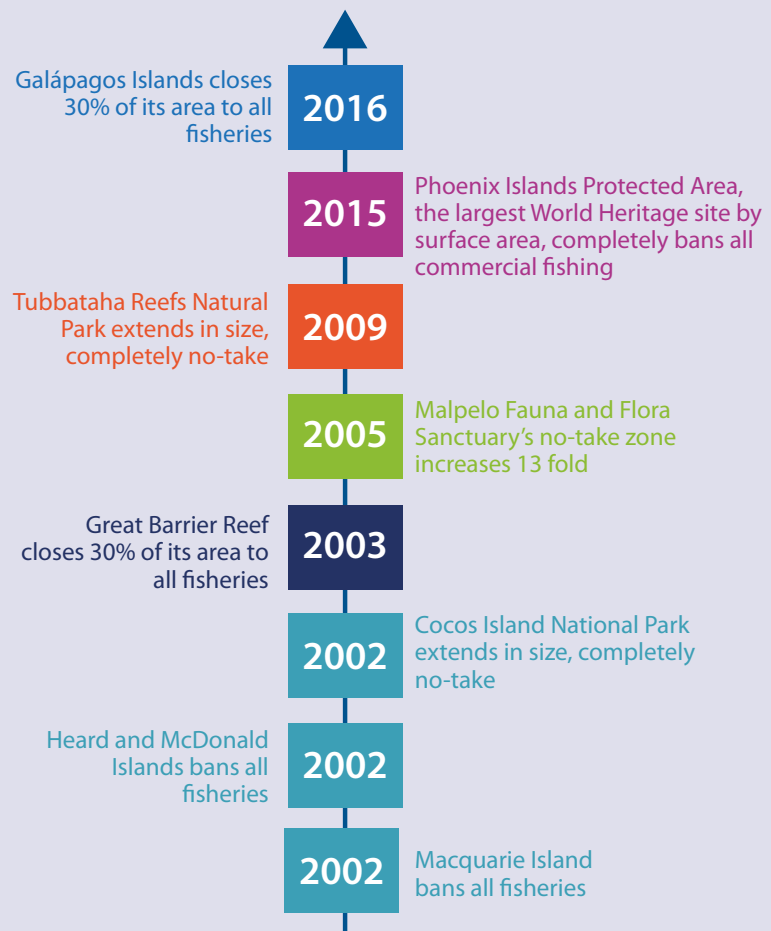 Galápagos Islands closes
30% of its area to all
fisheries
2016
2015
Phoenix Islands Protected Area,
the largest World Heritage site by
surface area, completely bans all
commercial fishing
Tubbataha Reefs Natural
Park extends in size,
completely no-take
2009
2005
Malpelo Fauna and Flora
Sanctuary’s no-take zone
increases 13 fold
Great Barrier Reef
closes 30% of its area to
all fisheries
2003
2002
Cocos Island National Park
extends in size, completely
no-take
Heard and McDonald
Islands bans all
fisheries
2002
2002
Macquarie Island
bans all fisheries